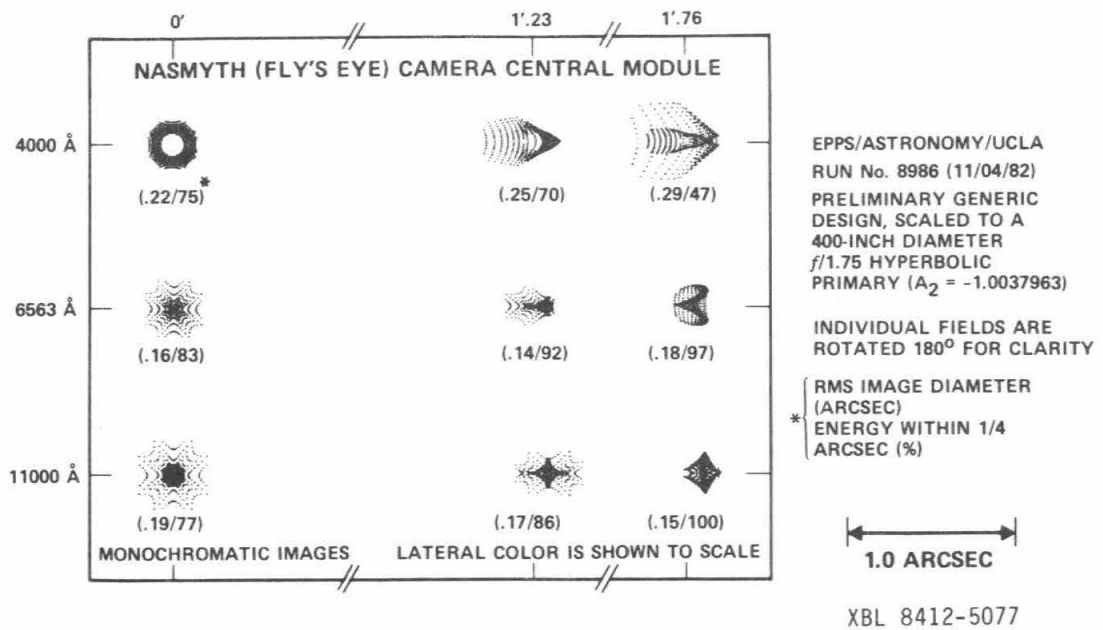 0' 1'.23 1'.76
NASMYTH (FLY'S EYE) CAMERA CENTRAL MODULE
4000 Å
(.22/75)* (.25/70) (.29/47)
6563 Å
(.16/83) (.14/92) (.18/97)
11000 Å
(.19/77) (.17/86) (.15/100)
MONOCHROMATIC IMAGES LATERAL COLOR IS SHOWN TO SCALE
EPPS/ASTRONOMY/UCLA
RUN No. 8986 (11/04/82)
PRELIMINARY GENERIC
DESIGN, SCALED TO A
400-INCH DIAMETER
f/1.75 HYPERBOLIC
PRIMARY (A2 = -1.0037963)
INDIVIDUAL FIELDS ARE
ROTATED 180° FOR CLARITY
* RMS IMAGE DIAMETER
(ARCSEC)
ENERGY WITHIN 1/4
ARCSEC (%)
1.0 ARCSEC
XBL 8412-5077